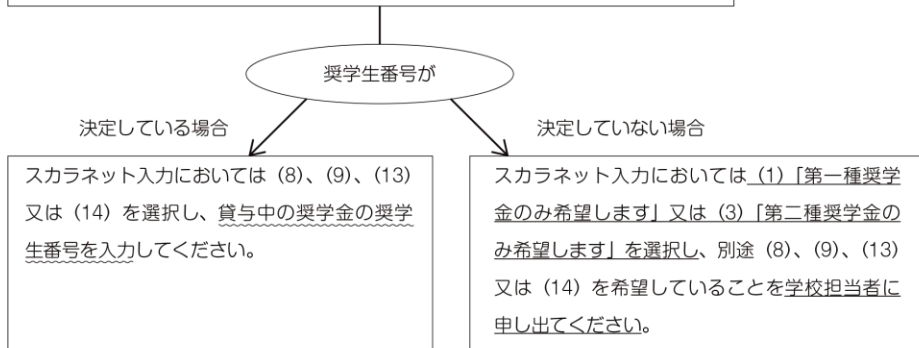 奨学生番号が
決定している場合
決定していない場合
スカラネット入力においては（8）、（9）、（13）
又は（14）を選択し、貸与中の奨学金の奨学
生番号を入力してください。
スカラネット入力においては（1）「第一種奨学
金のみ希望します」又は（3）「第二種奨学金の
み希望します」を選択し、別途（8）、（9）、（13）
又は（14）を希望していることを学校担当者に
申し出てください。